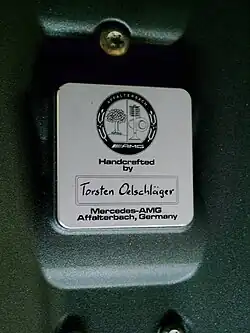 AFFALTERBACH
AMG
Handcrafted
by
Torsten Oelschläger
Mercedes-AMG
Affalterbach, Germany